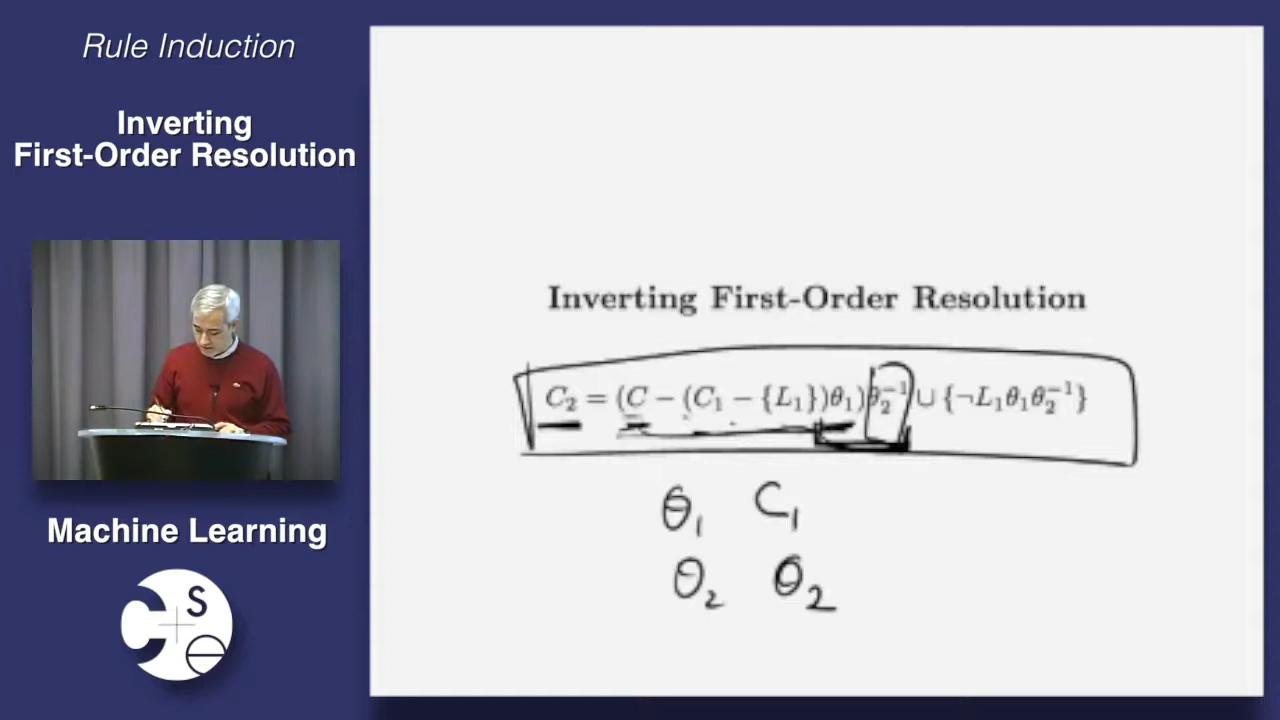 Rule Induction
Inverting
First-Order Resolution
Machine Learning
CSE
Inverting First-Order Resolution
C₂ = (C − (C₁ − {L₁})θ₁)θ₂⁻¹ ∪ {¬L₁θ₁θ₂⁻¹}
θ₁ C₁
θ₂ θ₂